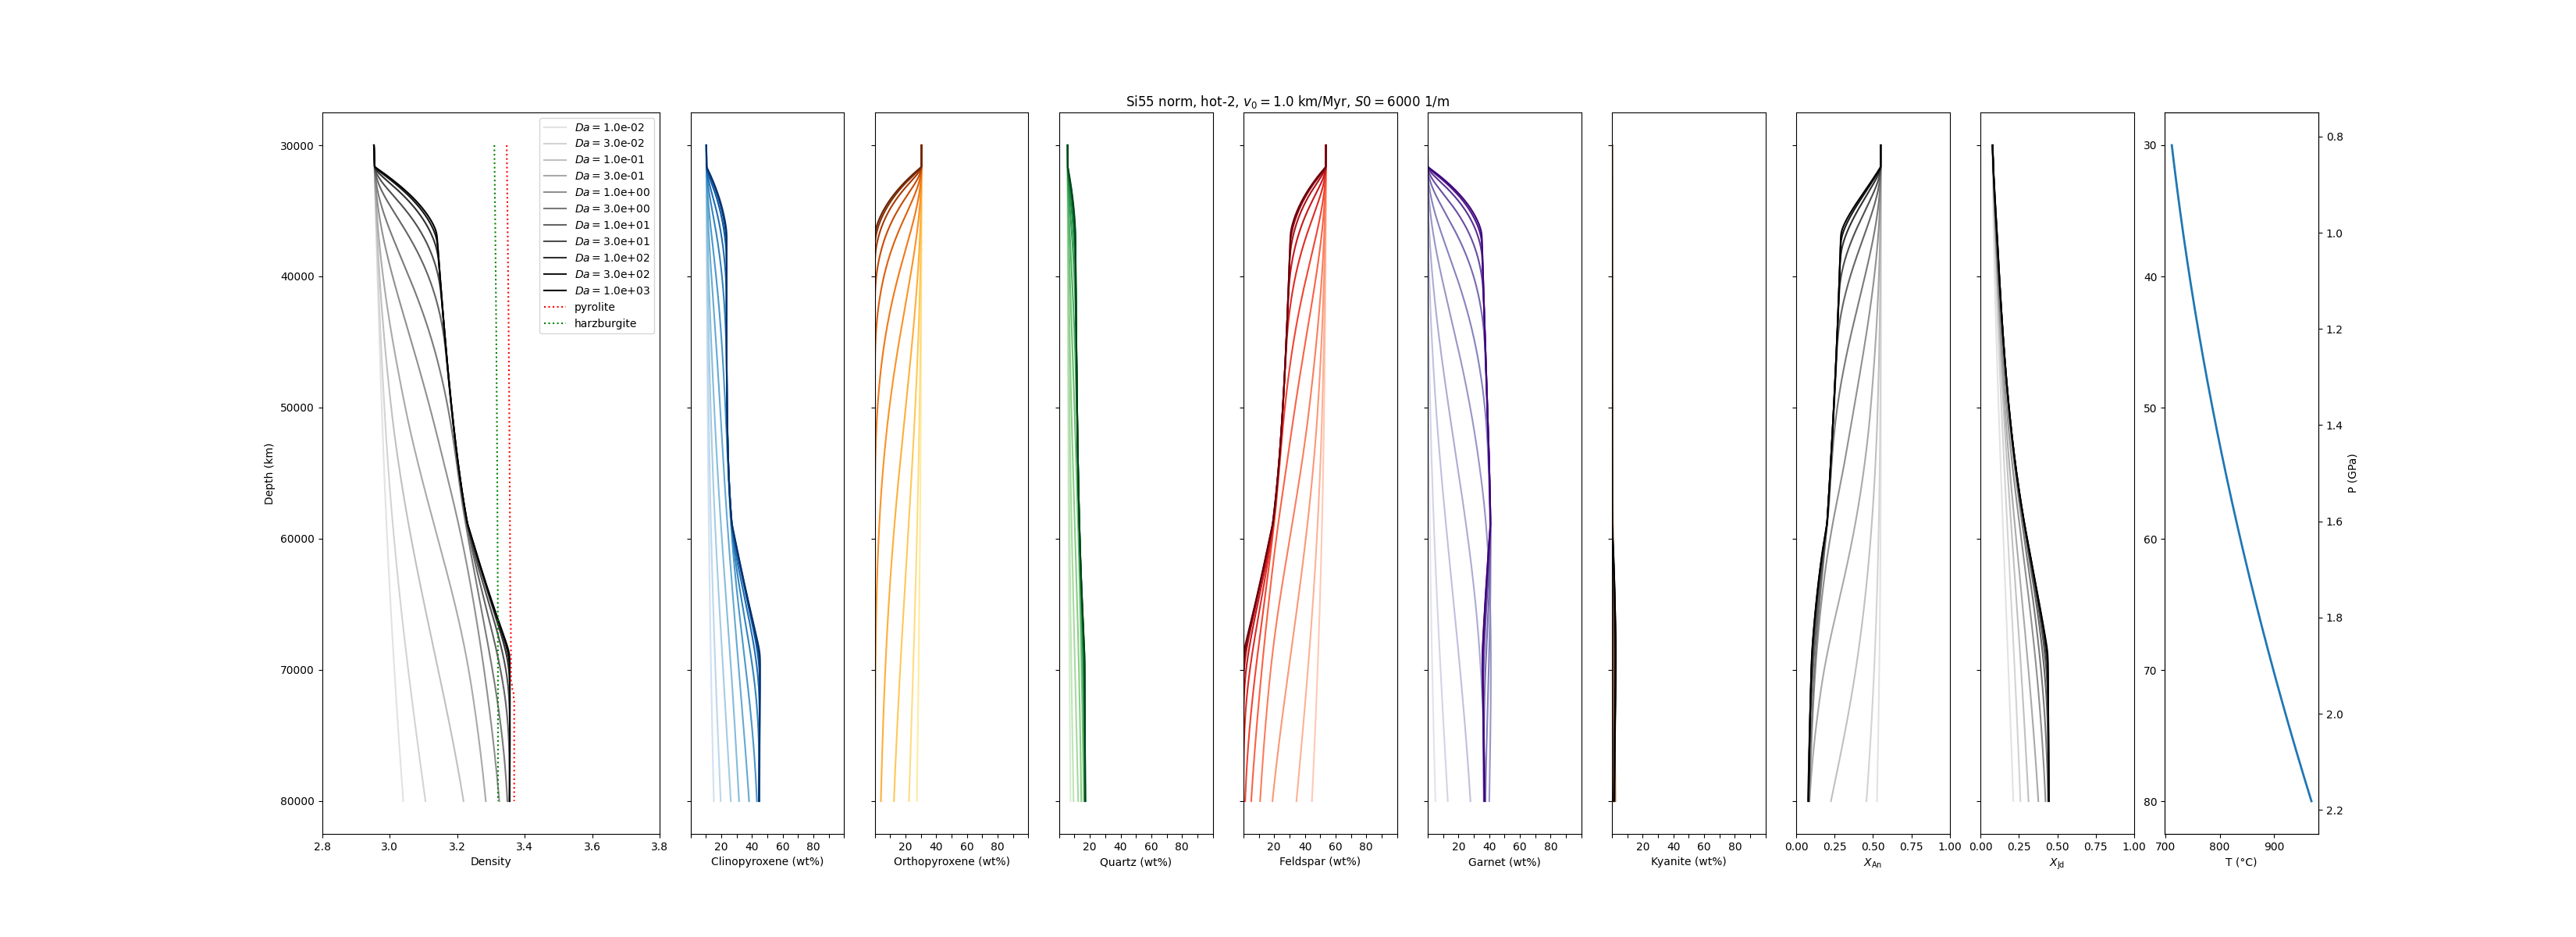 Si55 norm, hot-2, v₀ = 1.0 km/Myr, S0 = 6000 1/m
Da = 1.0e-02
Da = 3.0e-02
Da = 1.0e-01
Da = 3.0e-01
Da = 1.0e+00
Da = 3.0e+00
Da = 1.0e+01
Da = 3.0e+01
Da = 1.0e+02
Da = 3.0e+02
Da = 1.0e+03
pyrolite
harzburgite
Depth (km)
30000
40000
50000
60000
70000
80000
2.8 3.0 3.2 3.4 3.6 3.8
Density
20 40 60 80
Clinopyroxene (wt%)
20 40 60 80
Orthopyroxene (wt%)
20 40 60 80
Quartz (wt%)
20 40 60 80
Feldspar (wt%)
20 40 60 80
Garnet (wt%)
20 40 60 80
Kyanite (wt%)
0.00 0.25 0.50 0.75 1.00
X_An
0.00 0.25 0.50 0.75 1.00
X_Jd
30
40
50
60
70
80
700 800 900
T (°C)
0.8
1.0
1.2
1.4
1.6
1.8
2.0
2.2
P (GPa)